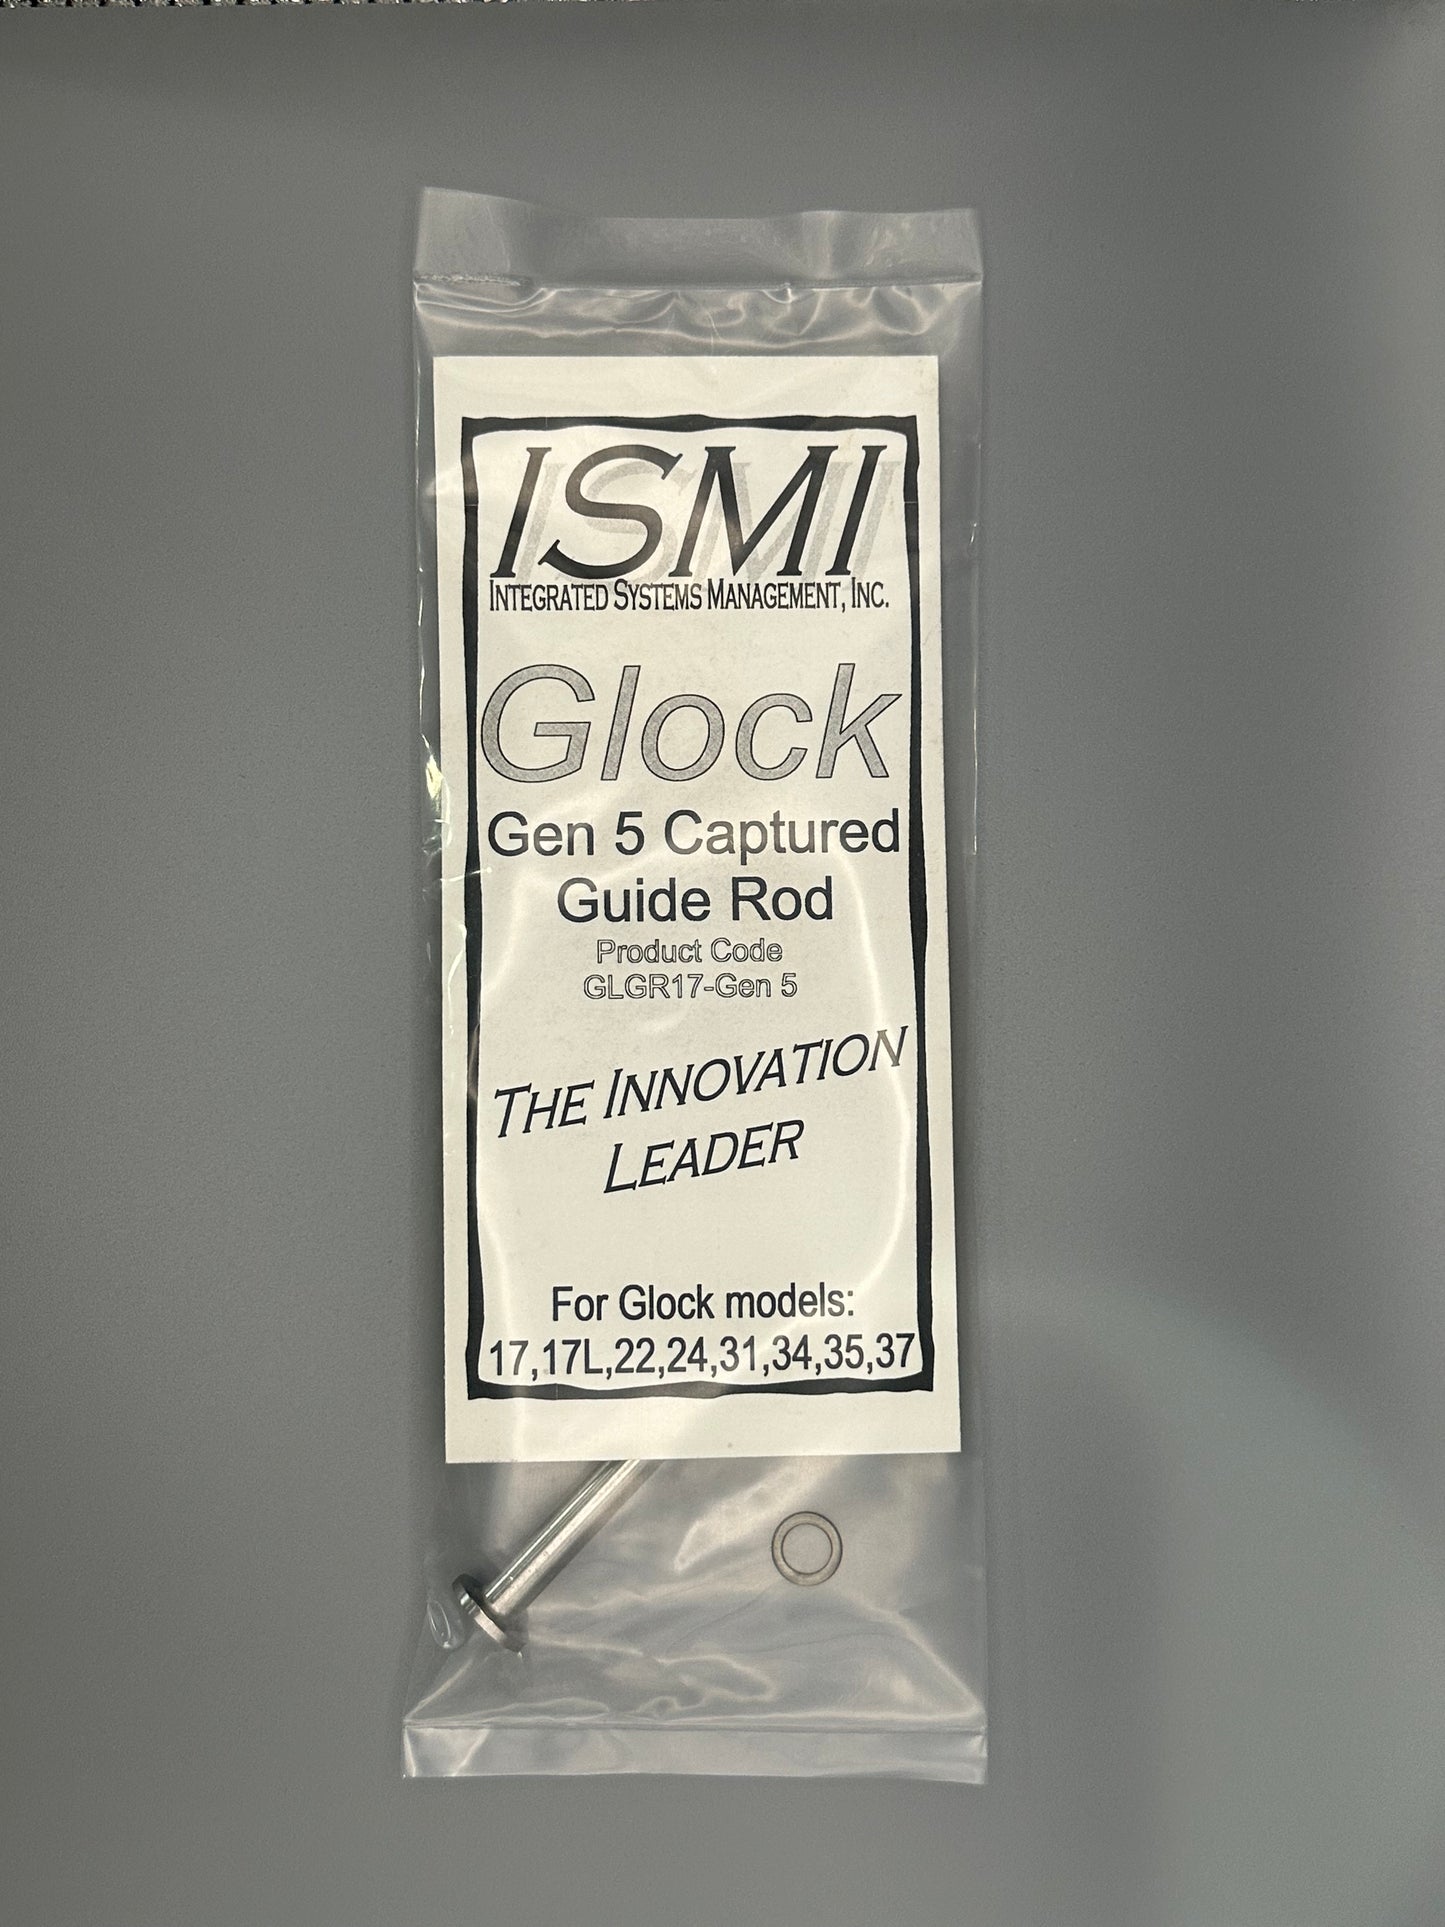 ISMI
INTEGRATED SYSTEMS MANAGEMENT, INC.
Glock
Gen 5 Captured
Guide Rod
Product Code
GLGR17-Gen 5
THE INNOVATION
LEADER
For Glock models:
17,17L,22,24,31,34,35,37